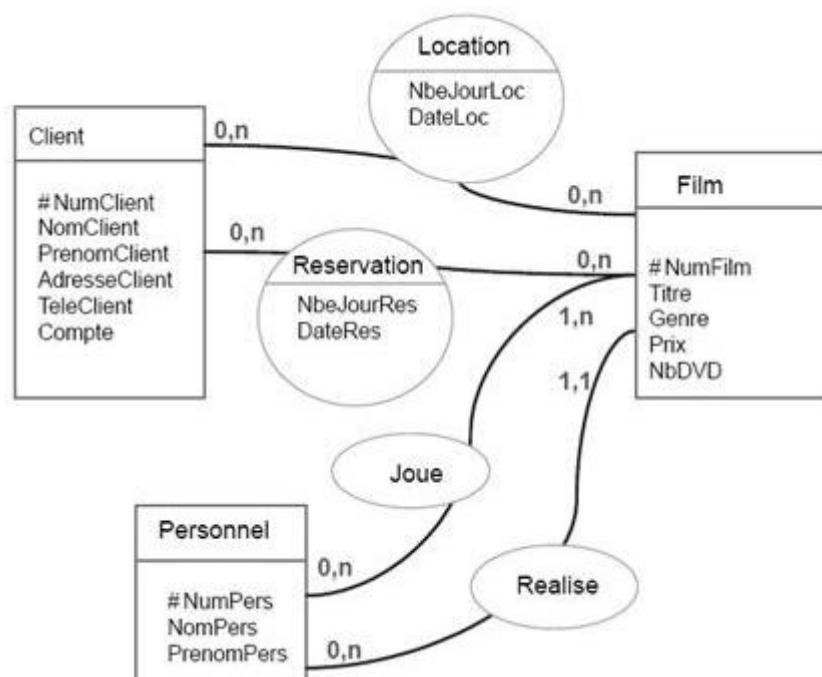 Location
NbeJourLoc
DateLoc
Client
0,n
#NumClient
NomClient
PrenomClient
AdresseClient
TeleClient
Compte
0,n
Film
0,n
#NumFilm
Titre
Genre
Prix
NbDVD
0,n
Reservation
NbeJourRes
DateRes
1,n
1,1
Joue
Personnel
0,n
#NumPers
NomPers
PrenomPers
0,n
Realise